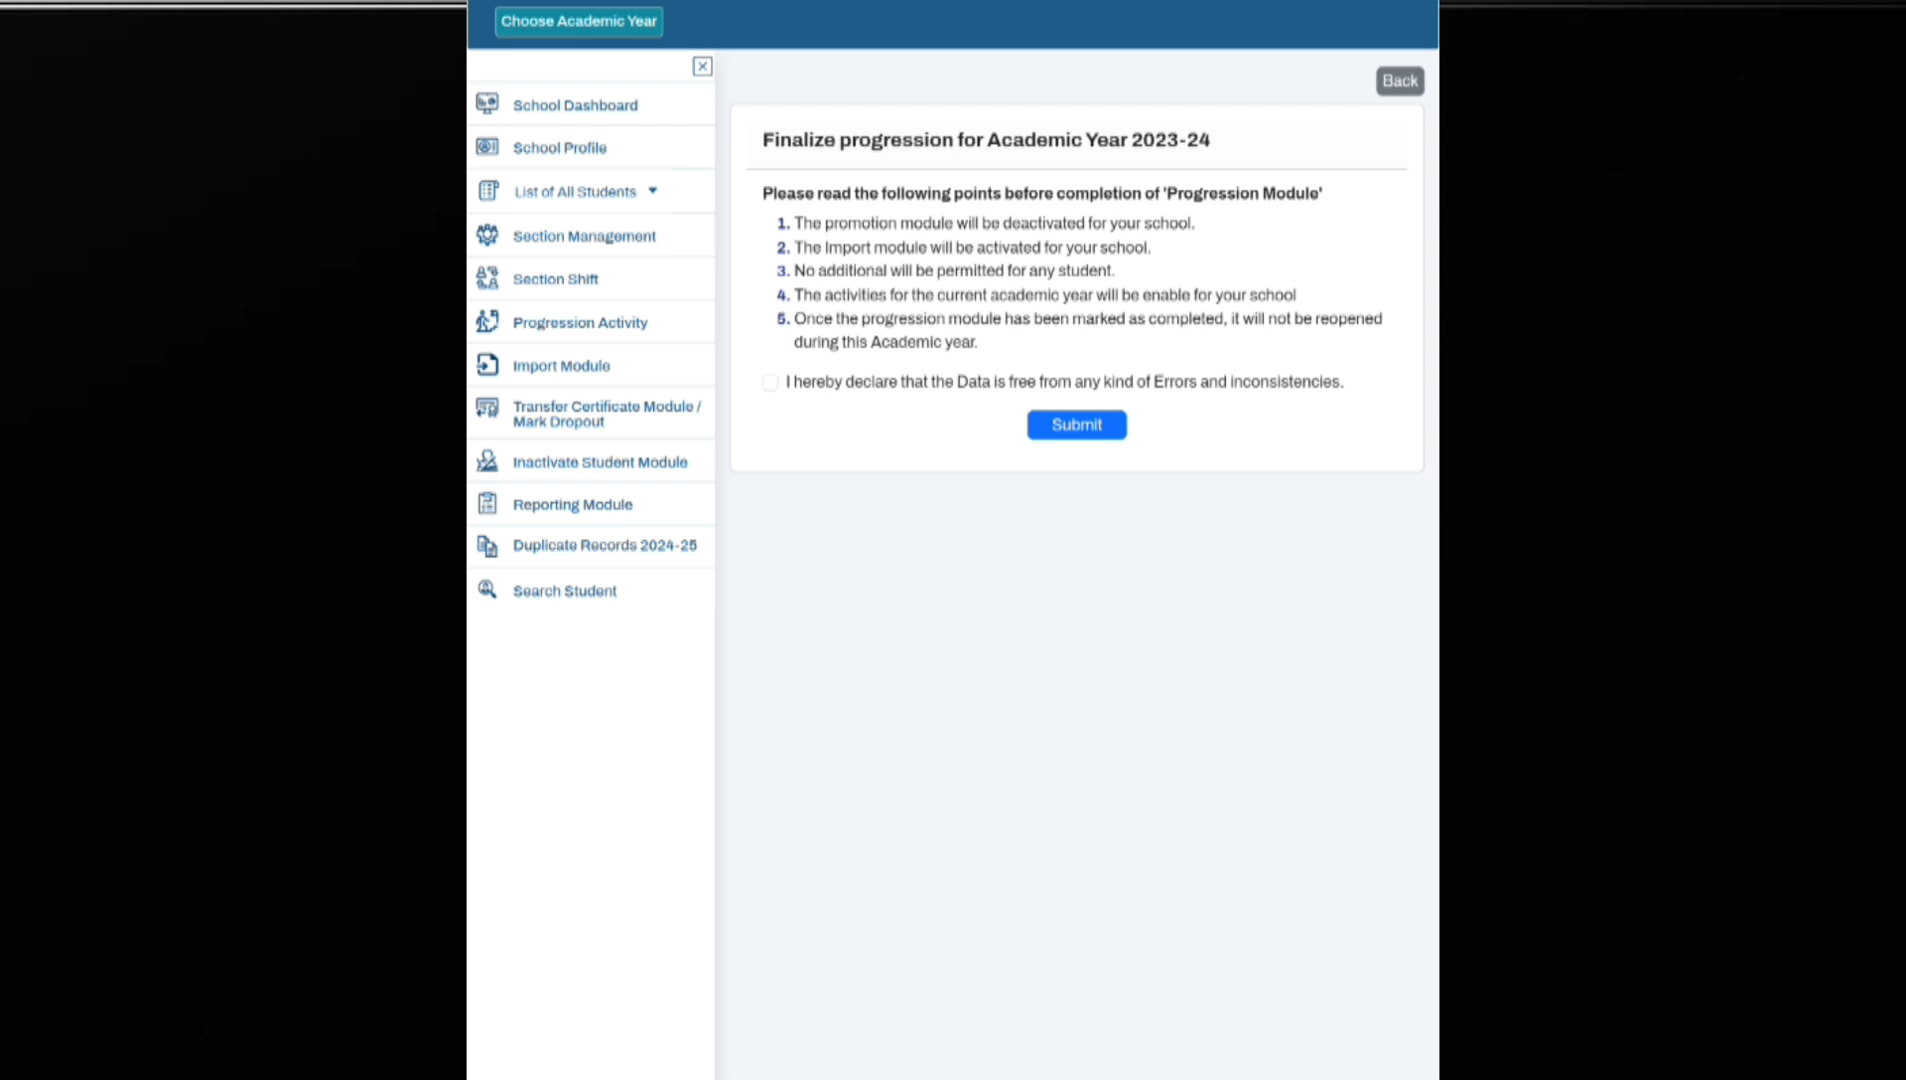 Choose Academic Year
Back
School Dashboard
School Profile
List of All Students
Section Management
Section Shift
Progression Activity
Import Module
Transfer Certificate Module /
Mark Dropout
Inactivate Student Module
Reporting Module
Duplicate Records 2024-25
Search Student
Finalize progression for Academic Year 2023-24
Please read the following points before completion of 'Progression Module'
1. The promotion module will be deactivated for your school.
2. The Import module will be activated for your school.
3. No additional will be permitted for any student.
4. The activities for the current academic year will be enable for your school
5. Once the progression module has been marked as completed, it will not be reopened
during this Academic year.
I hereby declare that the Data is free from any kind of Errors and inconsistencies.
Submit